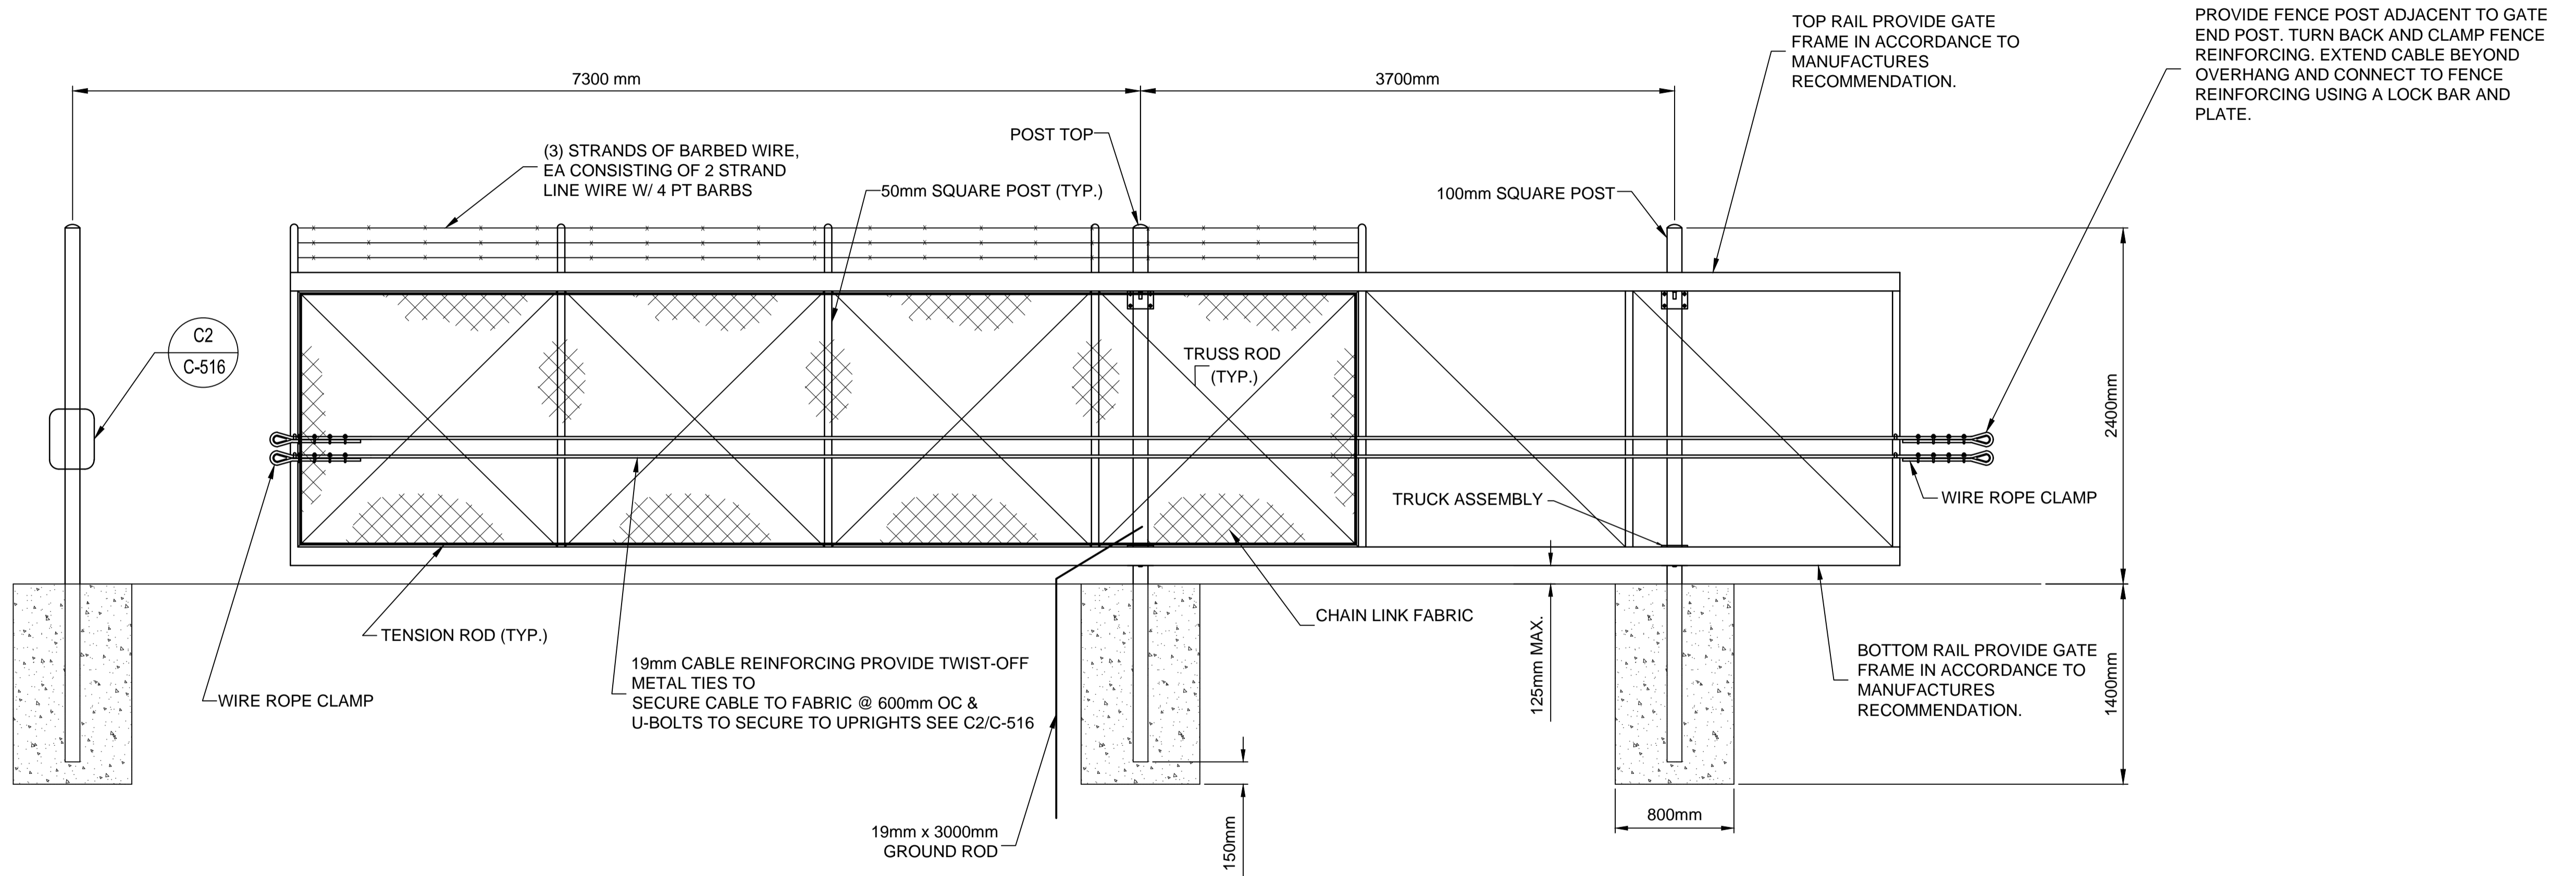 TOP RAIL PROVIDE GATE
FRAME IN ACCORDANCE TO
MANUFACTURES
RECOMMENDATION.
PROVIDE FENCE POST ADJACENT TO GATE
END POST. TURN BACK AND CLAMP FENCE
REINFORCING. EXTEND CABLE BEYOND
OVERHANG AND CONNECT TO FENCE
REINFORCING USING A LOCK BAR AND
PLATE.
7300 mm
3700mm
POST TOP
(3) STRANDS OF BARBED WIRE,
EA CONSISTING OF 2 STRAND
LINE WIRE W/ 4 PT BARBS
50mm SQUARE POST (TYP.)
100mm SQUARE POST
C2
C-516
TRUSS ROD
(TYP.)
2400mm
TRUCK ASSEMBLY
WIRE ROPE CLAMP
CHAIN LINK FABRIC
TENSION ROD (TYP.)
125mm MAX.
1400mm
19mm CABLE REINFORCING PROVIDE TWIST-OFF
METAL TIES TO
SECURE CABLE TO FABRIC @ 600mm OC &
U-BOLTS TO SECURE TO UPRIGHTS SEE C2/C-516
BOTTOM RAIL PROVIDE GATE
FRAME IN ACCORDANCE TO
MANUFACTURES
RECOMMENDATION.
WIRE ROPE CLAMP
19mm x 3000mm
GROUND ROD
150mm
800mm